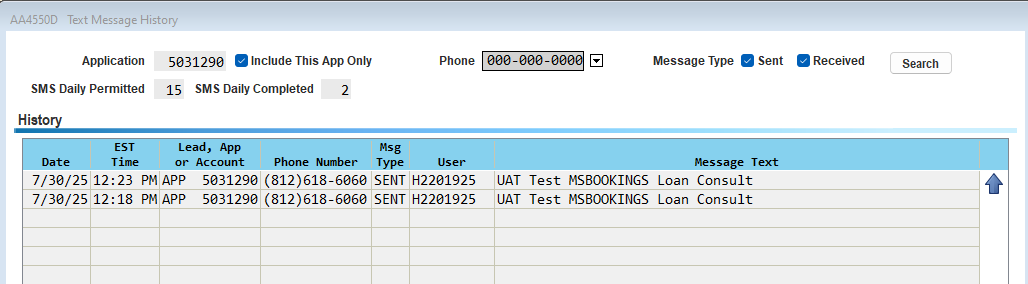 AA4550D Text Message History
Application 5031290 Include This App Only Phone 000-000-0000 Message Type Sent Received Search
SMS Daily Permitted 15 SMS Daily Completed 2
History
EST Lead, App Msg
Date Time or Account Phone Number Type User Message Text
7/30/25 12:23 PM APP 5031290 (812)618-6060 SENT H2201925 UAT Test MSBOOKINGS Loan Consult
7/30/25 12:18 PM APP 5031290 (812)618-6060 SENT H2201925 UAT Test MSBOOKINGS Loan Consult